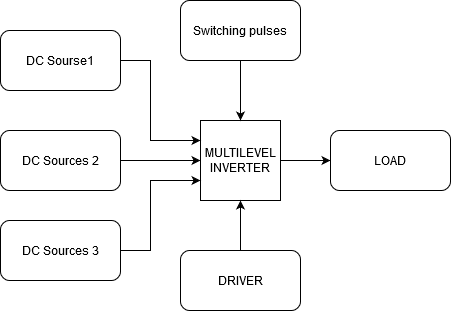 Switching pulses
DC Sourse1
DC Sources 2
MULTILEVEL
INVERTER
LOAD
DC Sources 3
DRIVER